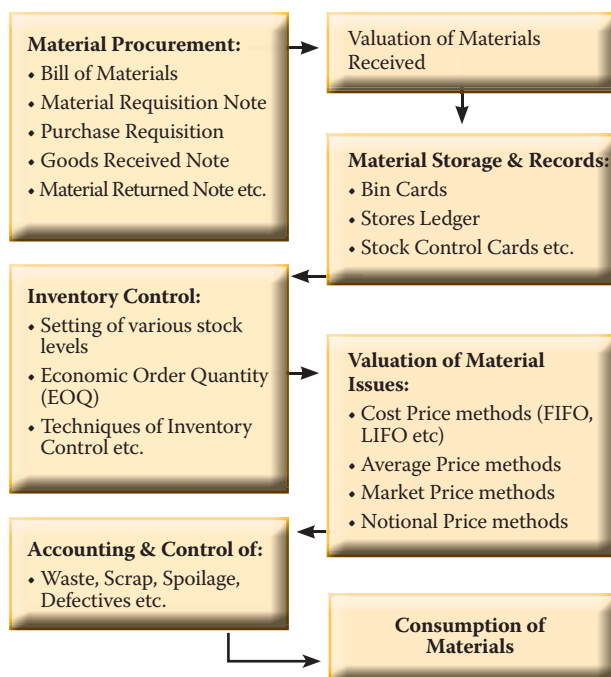 Material Procurement:
• Bill of Materials
• Material Requisition Note
• Purchase Requisition
• Goods Received Note
• Material Returned Note etc.
Valuation of Materials
Received
Material Storage & Records:
• Bin Cards
• Stores Ledger
• Stock Control Cards etc.
Inventory Control:
• Setting of various stock
levels
• Economic Order Quantity
(EOQ)
• Techniques of Inventory
Control etc.
Valuation of Material
Issues:
• Cost Price methods (FIFO,
LIFO etc)
• Average Price methods
• Market Price methods
• Notional Price methods
Accounting & Control of:
• Waste, Scrap, Spoilage,
Defectives etc.
Consumption of
Materials